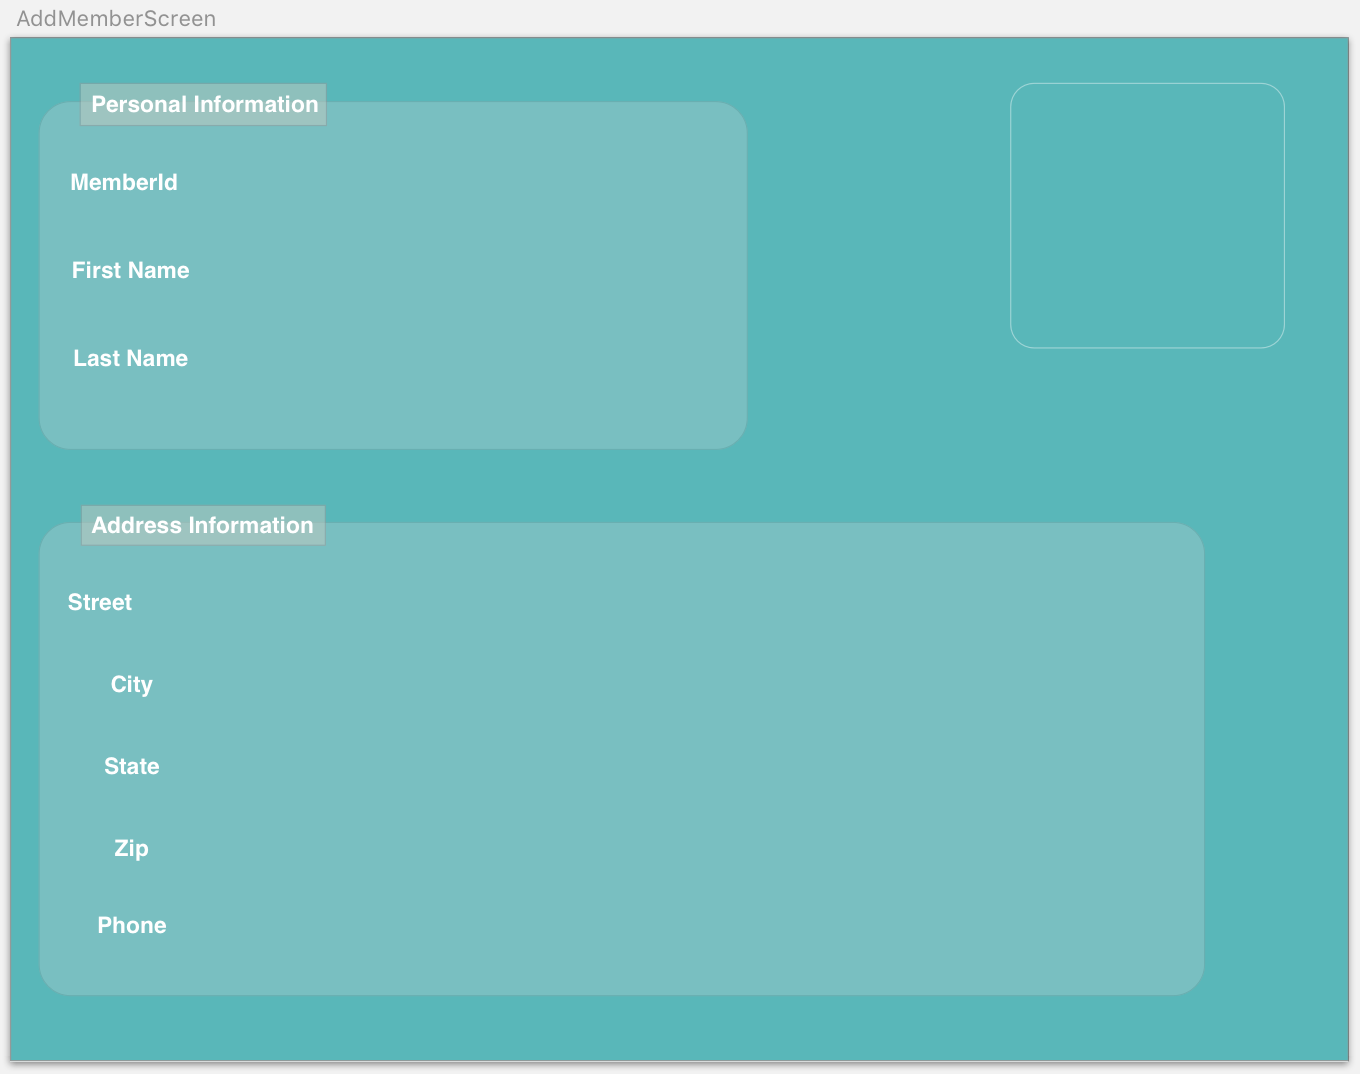 AddMemberScreen
Personal Information
MemberId
First Name
Last Name
Address Information
Street
City
State
Zip
Phone